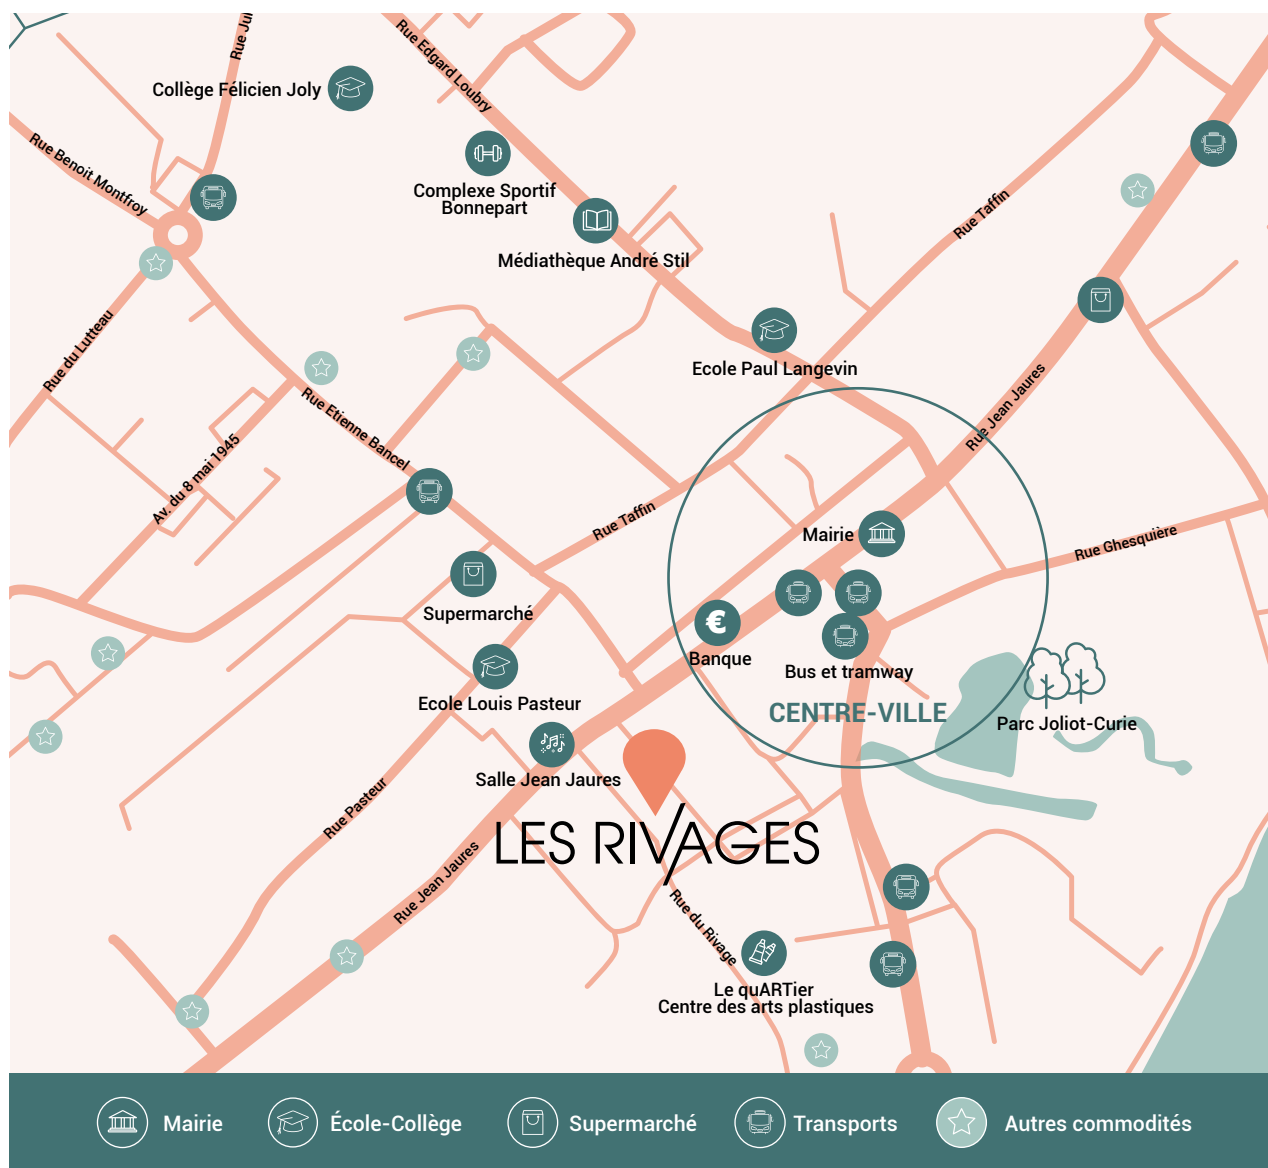 Rue Jul
Rue Edgard Loubry
Collège Félicien Joly
Rue Benoit Montfroy
Complexe Sportif
Bonnepart
Rue Taffin
Médiathèque André Stil
Rue du Lutteau
Ecole Paul Langevin
Rue Jean Jaures
Rue Etienne Bancel
Av. du 8 mai 1945
Rue Taffin
Mairie
Rue Ghesquière
Supermarché
€
Banque
Bus et tramway
Ecole Louis Pasteur
CENTRE-VILLE
Parc Joliot-Curie
Salle Jean Jaures
Rue Pasteur
LES RIVAGES
Rue Jean Jaures
Rue du Rivage
Le quARTier
Centre des arts plastiques
Mairie
École-Collège
Supermarché
Transports
Autres commodités